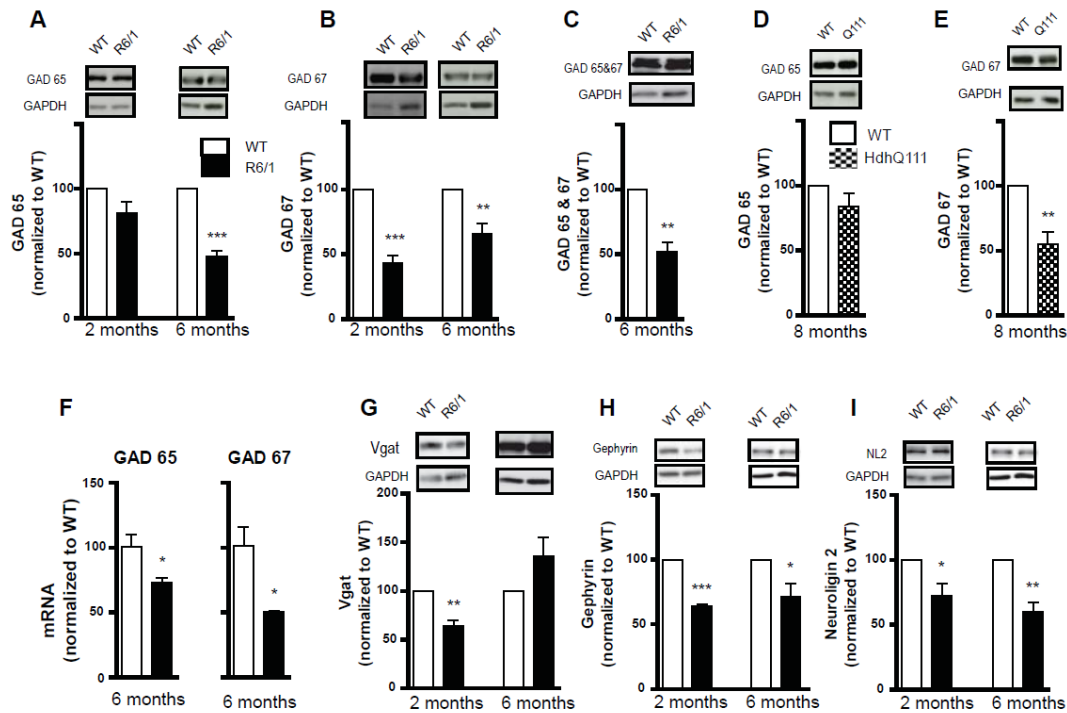 A
WT R6/1
GAD 65
GAPDH
WT
R6/1
GAD 65
(normalized to WT)
100
50
0
***
2 months 6 months
B
WT R6/1 WT R6/1
GAD 67
GAPDH
GAD 67
(normalized to WT)
100
50
0
*** **
2 months 6 months
C
WT R6/1
GAD 65&67
GAPDH
GAD 65 & 67
(normalized to WT)
100
50
0
**
6 months
D
WT Q111
GAD 65
GAPDH
WT
HdhQ111
GAD 65
(normalized to WT)
100
50
0
8 months
E
WT Q111
GAD 67
GAPDH
GAD 67
(normalized to WT)
100
50
0
**
8 months
F
GAD 65 GAD 67
mRNA
(normalized to WT)
150
100
50
0
* *
6 months 6 months
G
WT R6/1
Vgat
GAPDH
Vgat
(normalized to WT)
200
150
100
50
0
**
2 months 6 months
H
WT R6/1 WT R6/1
Gephyrin
GAPDH
Gephyrin
(normalized to WT)
150
100
50
0
*** *
2 months 6 months
I
WT R6/1 WT R6/1
NL2
GAPDH
Neuroligin 2
(normalized to WT)
150
100
50
0
* **
2 months 6 months